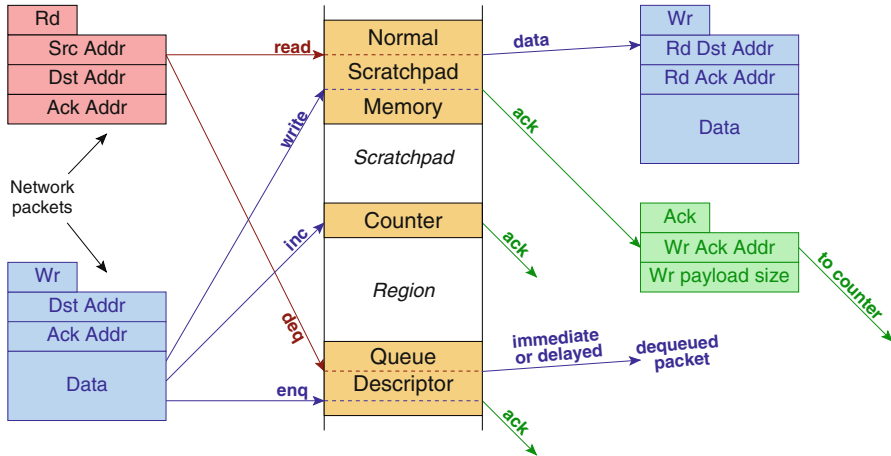 Rd
Src Addr
Dst Addr
Ack Addr
Network
packets
Wr
Dst Addr
Ack Addr
Data
read
write
inc
deq
enq
Normal
Scratchpad
Memory
Scratchpad
Counter
Region
Queue
Descriptor
data
ack
ack
immediate
or delayed
dequeued
packet
ack
Wr
Rd Dst Addr
Rd Ack Addr
Data
Ack
Wr Ack Addr
Wr payload size
to counter